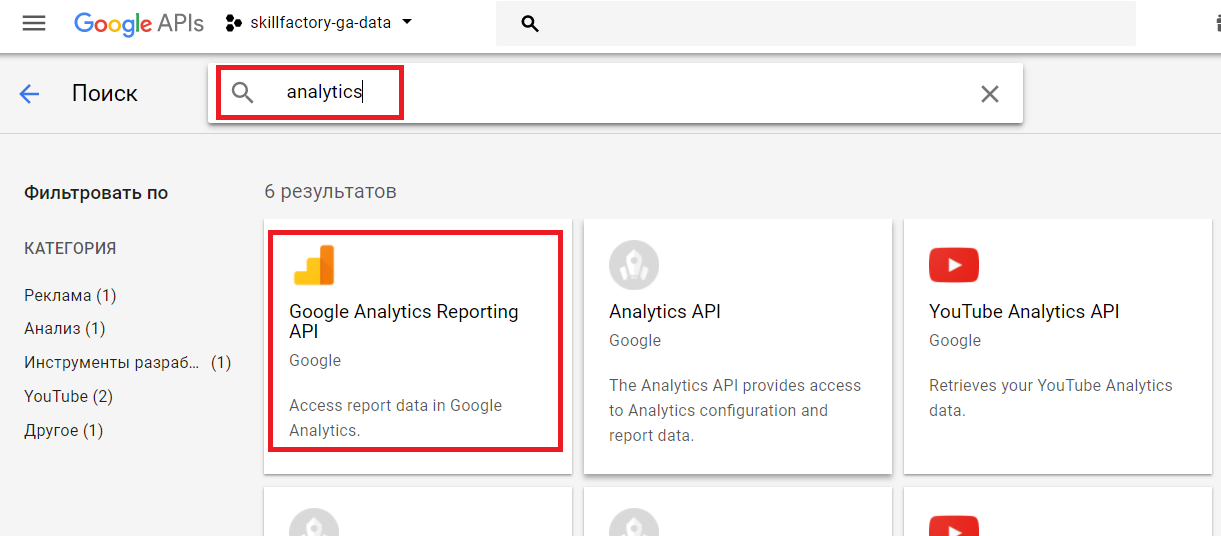 Google APIs
skillfactory-ga-data
Поиск
analytics
Фильтровать по
6 результатов
КАТЕГОРИЯ
Реклама (1)
Анализ (1)
Инструменты разраб... (1)
YouTube (2)
Другое (1)
Google Analytics Reporting
API
Google
Access report data in Google
Analytics.
Analytics API
Google
The Analytics API provides access
to Analytics configuration and
report data.
YouTube Analytics API
Google
Retrieves your YouTube Analytics
data.